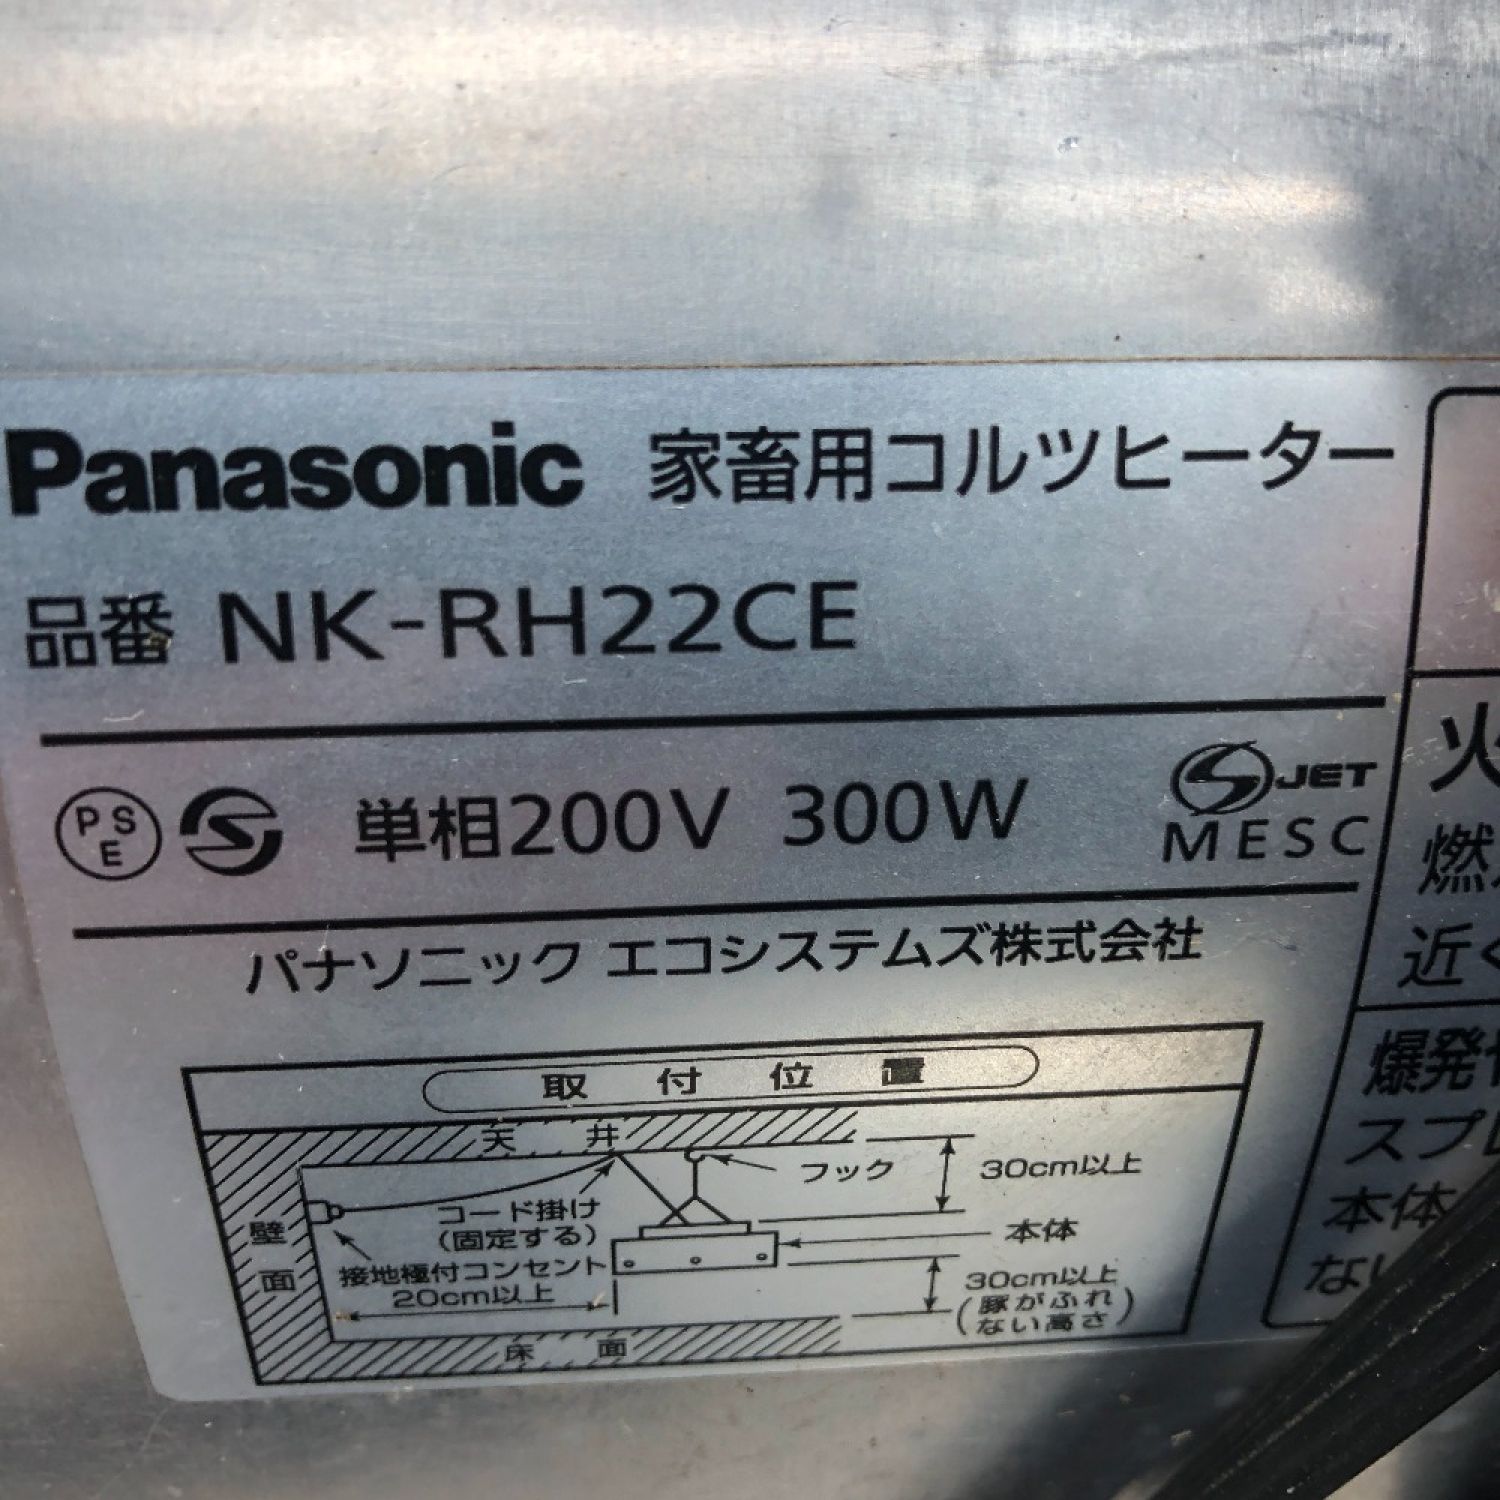 Panasonic 家畜用コルツヒーター
品番 NK-RH22CE
PSE 単相200V 300W
S JET
MESC
パナソニック エコシステムズ株式会社
取付位置
天井
フック
30cm以上
コード掛け
(固定する)
本体
壁面
接地極付コンセント
20cm以上
30cm以上
(豚がふれ
ない高さ)
床面
火
燃
近く
爆発
スプレ
本体
ない